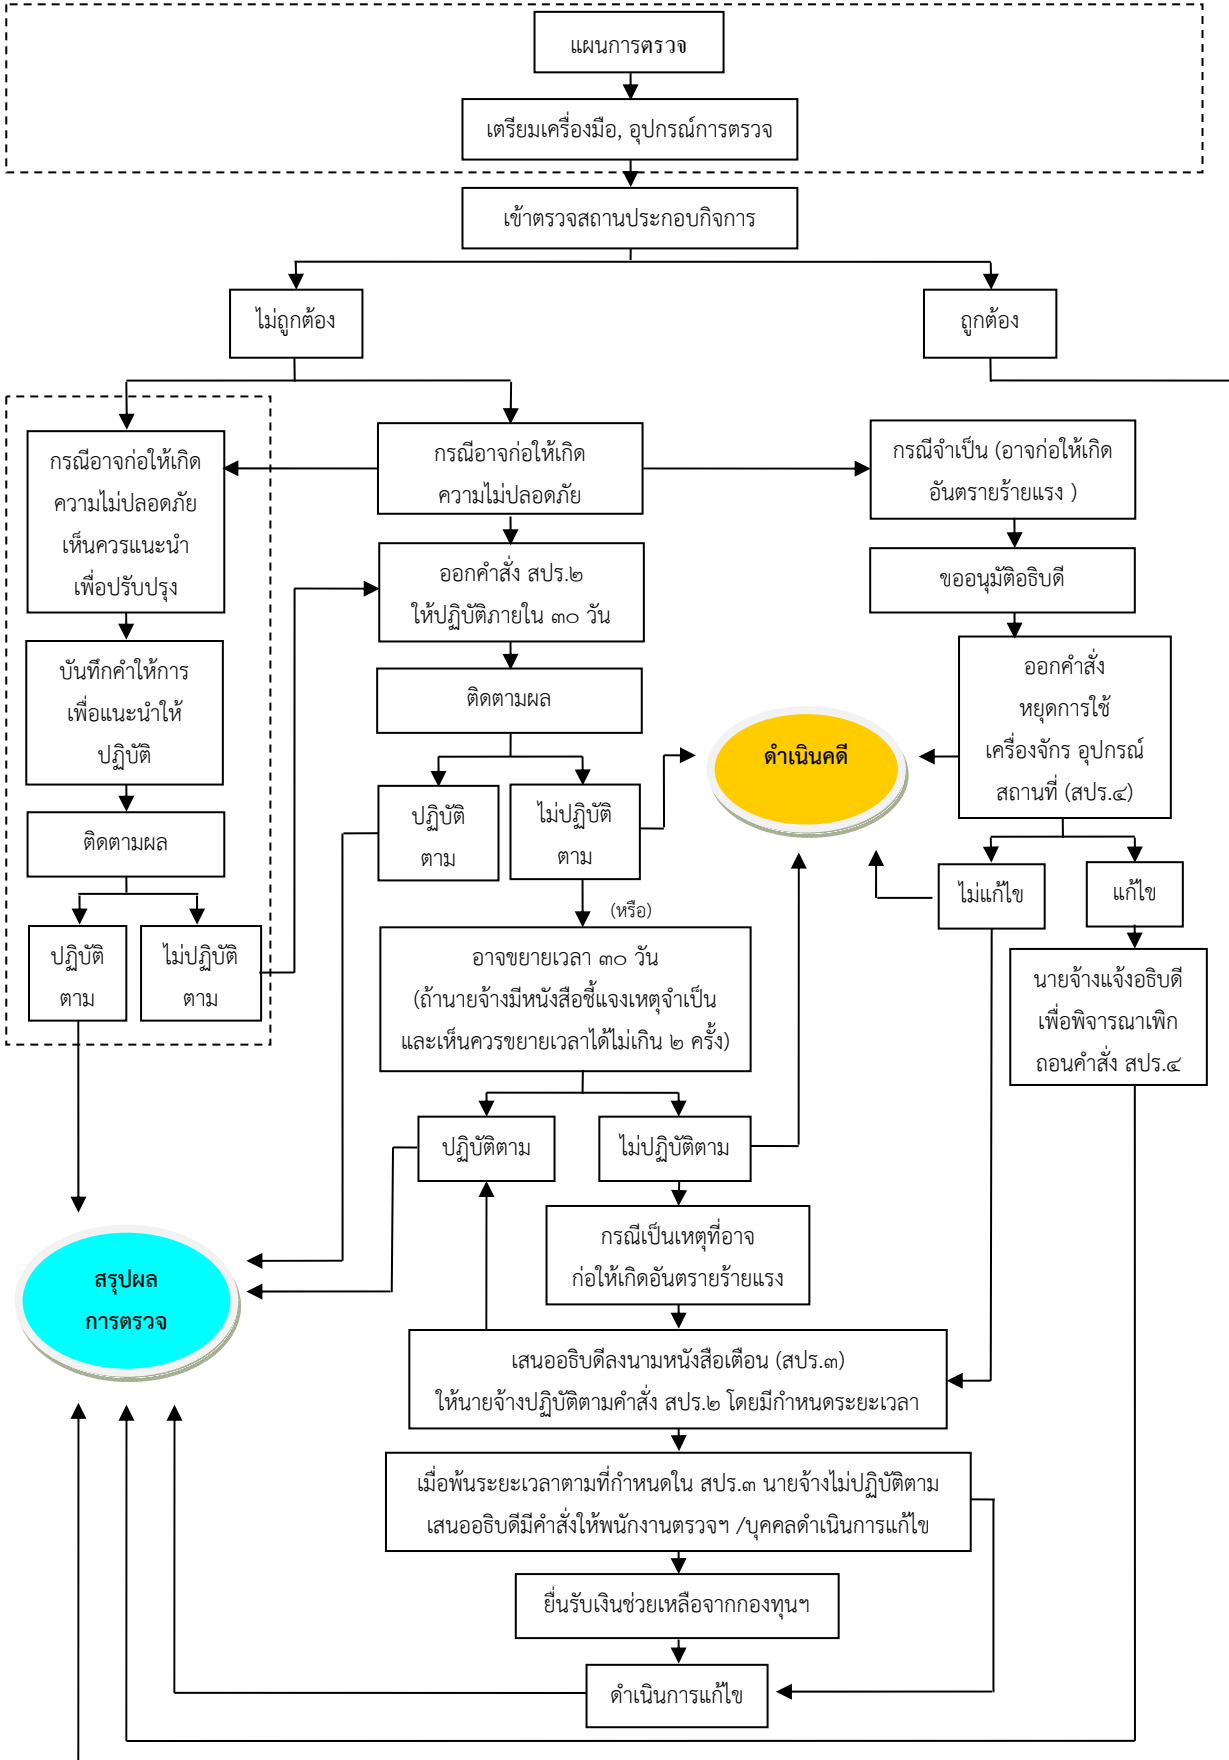 แผนการตรวจ
เตรียมเครื่องมือ, อุปกรณ์การตรวจ
เข้าตรวจสถานประกอบกิจการ
ไม่ถูกต้อง
ถูกต้อง
กรณีอาจก่อให้เกิด
ความไม่ปลอดภัย
เห็นควรแนะนำ
เพื่อปรับปรุง
กรณีอาจก่อให้เกิด
ความไม่ปลอดภัย
กรณีจำเป็น (อาจก่อให้เกิด
อันตรายร้ายแรง )
ออกคำสั่ง สปร.๒
ให้ปฏิบัติภายใน ๓๐ วัน
ขออนุมัติอธิบดี
บันทึกคำให้การ
เพื่อแนะนำให้
ปฏิบัติ
ติดตามผล
ออกคำสั่ง
หยุดการใช้
เครื่องจักร อุปกรณ์
สถานที่ (สปร.๔)
ดำเนินคดี
ติดตามผล
ปฏิบัติ
ตาม
ไม่ปฏิบัติ
ตาม
ไม่แก้ไข
แก้ไข
(หรือ)
ปฏิบัติ
ตาม
ไม่ปฏิบัติ
ตาม
อาจขยายเวลา ๓๐ วัน
(ถ้านายจ้างมีหนังสือชี้แจงเหตุจำเป็น
และเห็นควรขยายเวลาได้ไม่เกิน ๒ ครั้ง)
นายจ้างแจ้งอธิบดี
เพื่อพิจารณาเพิก
ถอนคำสั่ง สปร.๔
ปฏิบัติตาม
ไม่ปฏิบัติตาม
กรณีเป็นเหตุที่อาจ
ก่อให้เกิดอันตรายร้ายแรง
สรุปผล
การตรวจ
เสนออธิบดีลงนามหนังสือเตือน (สปร.๓)
ให้นายจ้างปฏิบัติตามคำสั่ง สปร.๒ โดยมีกำหนดระยะเวลา
เมื่อพ้นระยะเวลาตามที่กำหนดใน สปร.๓ นายจ้างไม่ปฏิบัติตาม
เสนออธิบดีมีคำสั่งให้พนักงานตรวจฯ /บุคคลดำเนินการแก้ไข
ยื่นรับเงินช่วยเหลือจากกองทุนฯ
ดำเนินการแก้ไข